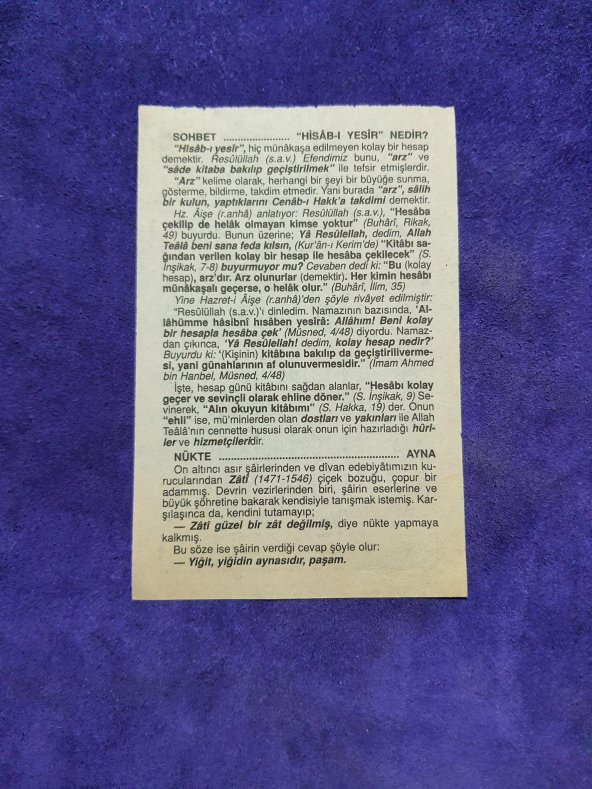 SOHBET ...................... "HİSÂB-I YESÎR" NEDİR?
"Hisâb-ı yesîr", hiç münâkaşa edilmeyen kolay bir hesap
demektir. Resûlüllah (s.a.v.) Efendimiz bunu, "arz" ve
"sâde kitaba bakılıp geçiştirilmek" ile tefsir etmişlerdir.
"Arz" kelime olarak, herhangi bir şeyi bir büyüğe sunma,
gösterme, bildirme, takdim etmedir. Yani burada "arz", sâlih
bir kulun, yaptıklarını Cenâb-ı Hakk'a takdimi demektir.
Hz. Âişe (r.anhâ) anlatıyor: Resûlüllah (s.a.v.), "Hesâba
çekilip de helâk olmayan kimse yoktur" (Buhârî, Rikak,
49) buyurdu. Bunun üzerine; Yâ Resûlellah, dedim, Allah
Teâlâ beni sana feda kılsın, (Kur'ân-ı Kerim'de) "Kitâbı sa-
ğından verilen kolay bir hesap ile hesâba çekilecek" (S.
İnşikak, 7-8) buyurmuyor mu? Cevaben dedi ki: "Bu (kolay
hesap), arz'dır. Arz olunurlar (demektir). Her kimin hesâbı
münâkaşalı geçerse, o helâk olur." (Buhârî, İlim, 35)
Yine Hazret-i Âişe (r.anhâ)'den şöyle rivâyet edilmiştir:
"Resûlüllah (s.a.v.)'ı dinledim. Namazının bazısında, 'Al-
lâhümme hâsibnî hısâben yesîrâ: Allâhım! Beni kolay
bir hesapla hesâba çek' (Müsned, 4/48) diyordu. Namaz-
dan çıkınca, 'Yâ Resûlellah! dedim, kolay hesap nedir?'
Buyurdu ki: '(Kişinin) kitâbına bakılıp da geçiştiriliverme-
si, yani günahlarının af olunuvermesidir.'" (İmam Ahmed
bin Hanbel, Müsned, 4/48)
İşte, hesap günü kitâbını sağdan alanlar, "Hesâbı kolay
geçer ve sevinçli olarak ehline döner." (S. İnşikak, 9) Se-
vinerek, "Alın okuyun kitâbımı" (S. Hakka, 19) der. Onun
"ehli" ise, mü'minlerden olan dostları ve yakınları ile Allah
Teâlâ'nın cennette hususi olarak onun için hazırladığı hûri-
ler ve hizmetçileridir.
NÜKTE ............................................................ AYNA
On altıncı asır şâirlerinden ve dîvan edebiyâtımızın ku-
rucularından Zâtî (1471-1546) çiçek bozuğu, çopur bir
adammış. Devrin vezirlerinden biri, şâirin eserlerine ve
büyük şöhretine bakarak kendisiyle tanışmak istemiş. Kar-
şılaşınca da, kendini tutamayıp;
— Zâtî güzel bir zât değilmiş, diye nükte yapmaya
kalkmış.
Bu söze ise şâirin verdiği cevap şöyle olur:
— Yiğit, yiğidin aynasıdır, paşam.